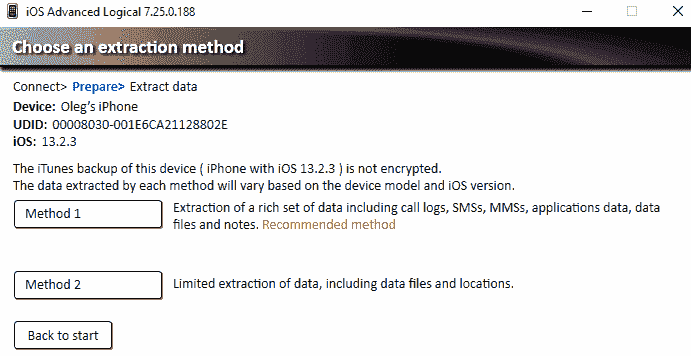 iOS Advanced Logical 7.25.0.188
Choose an extraction method
Connect> Prepare> Extract data
Device: Oleg's iPhone
UDID: 00008030-001E6CA21128802E
iOS: 13.2.3
The iTunes backup of this device ( iPhone with iOS 13.2.3 ) is not encrypted.
The data extracted by each method will vary based on the device model and iOS version.
Method 1
Extraction of a rich set of data including call logs, SMSs, MMSs, applications data, data
files and notes. Recommended method
Method 2
Limited extraction of data, including data files and locations.
Back to start